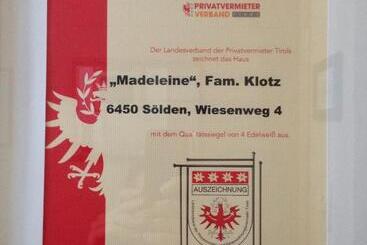 PRIVATVERMIETER
VERBAND TIROL
Der Landesverband der Privatvermieter Tirols
zeichnet das Haus
„Madeleine“, Fam. Klotz
6450 Sölden, Wiesenweg 4
mit dem Qualitätssiegel von 4 Edelweiß aus.
AUSZEICHNUNG